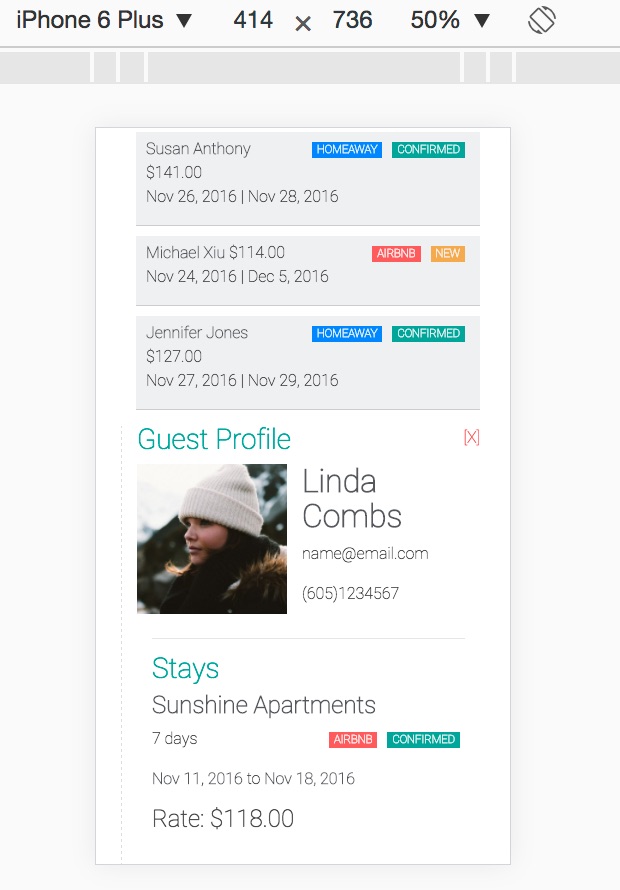 iPhone 6 Plus ▼ 414 × 736 50% ▼
Susan Anthony HOMEAWAY CONFIRMED
$141.00
Nov 26, 2016 | Nov 28, 2016
Michael Xiu $114.00 AIRBNB NEW
Nov 24, 2016 | Dec 5, 2016
Jennifer Jones HOMEAWAY CONFIRMED
$127.00
Nov 27, 2016 | Nov 29, 2016
Guest Profile [X]
Linda
Combs
name@email.com
(605)1234567
Stays
Sunshine Apartments
7 days AIRBNB CONFIRMED
Nov 11, 2016 to Nov 18, 2016
Rate: $118.00